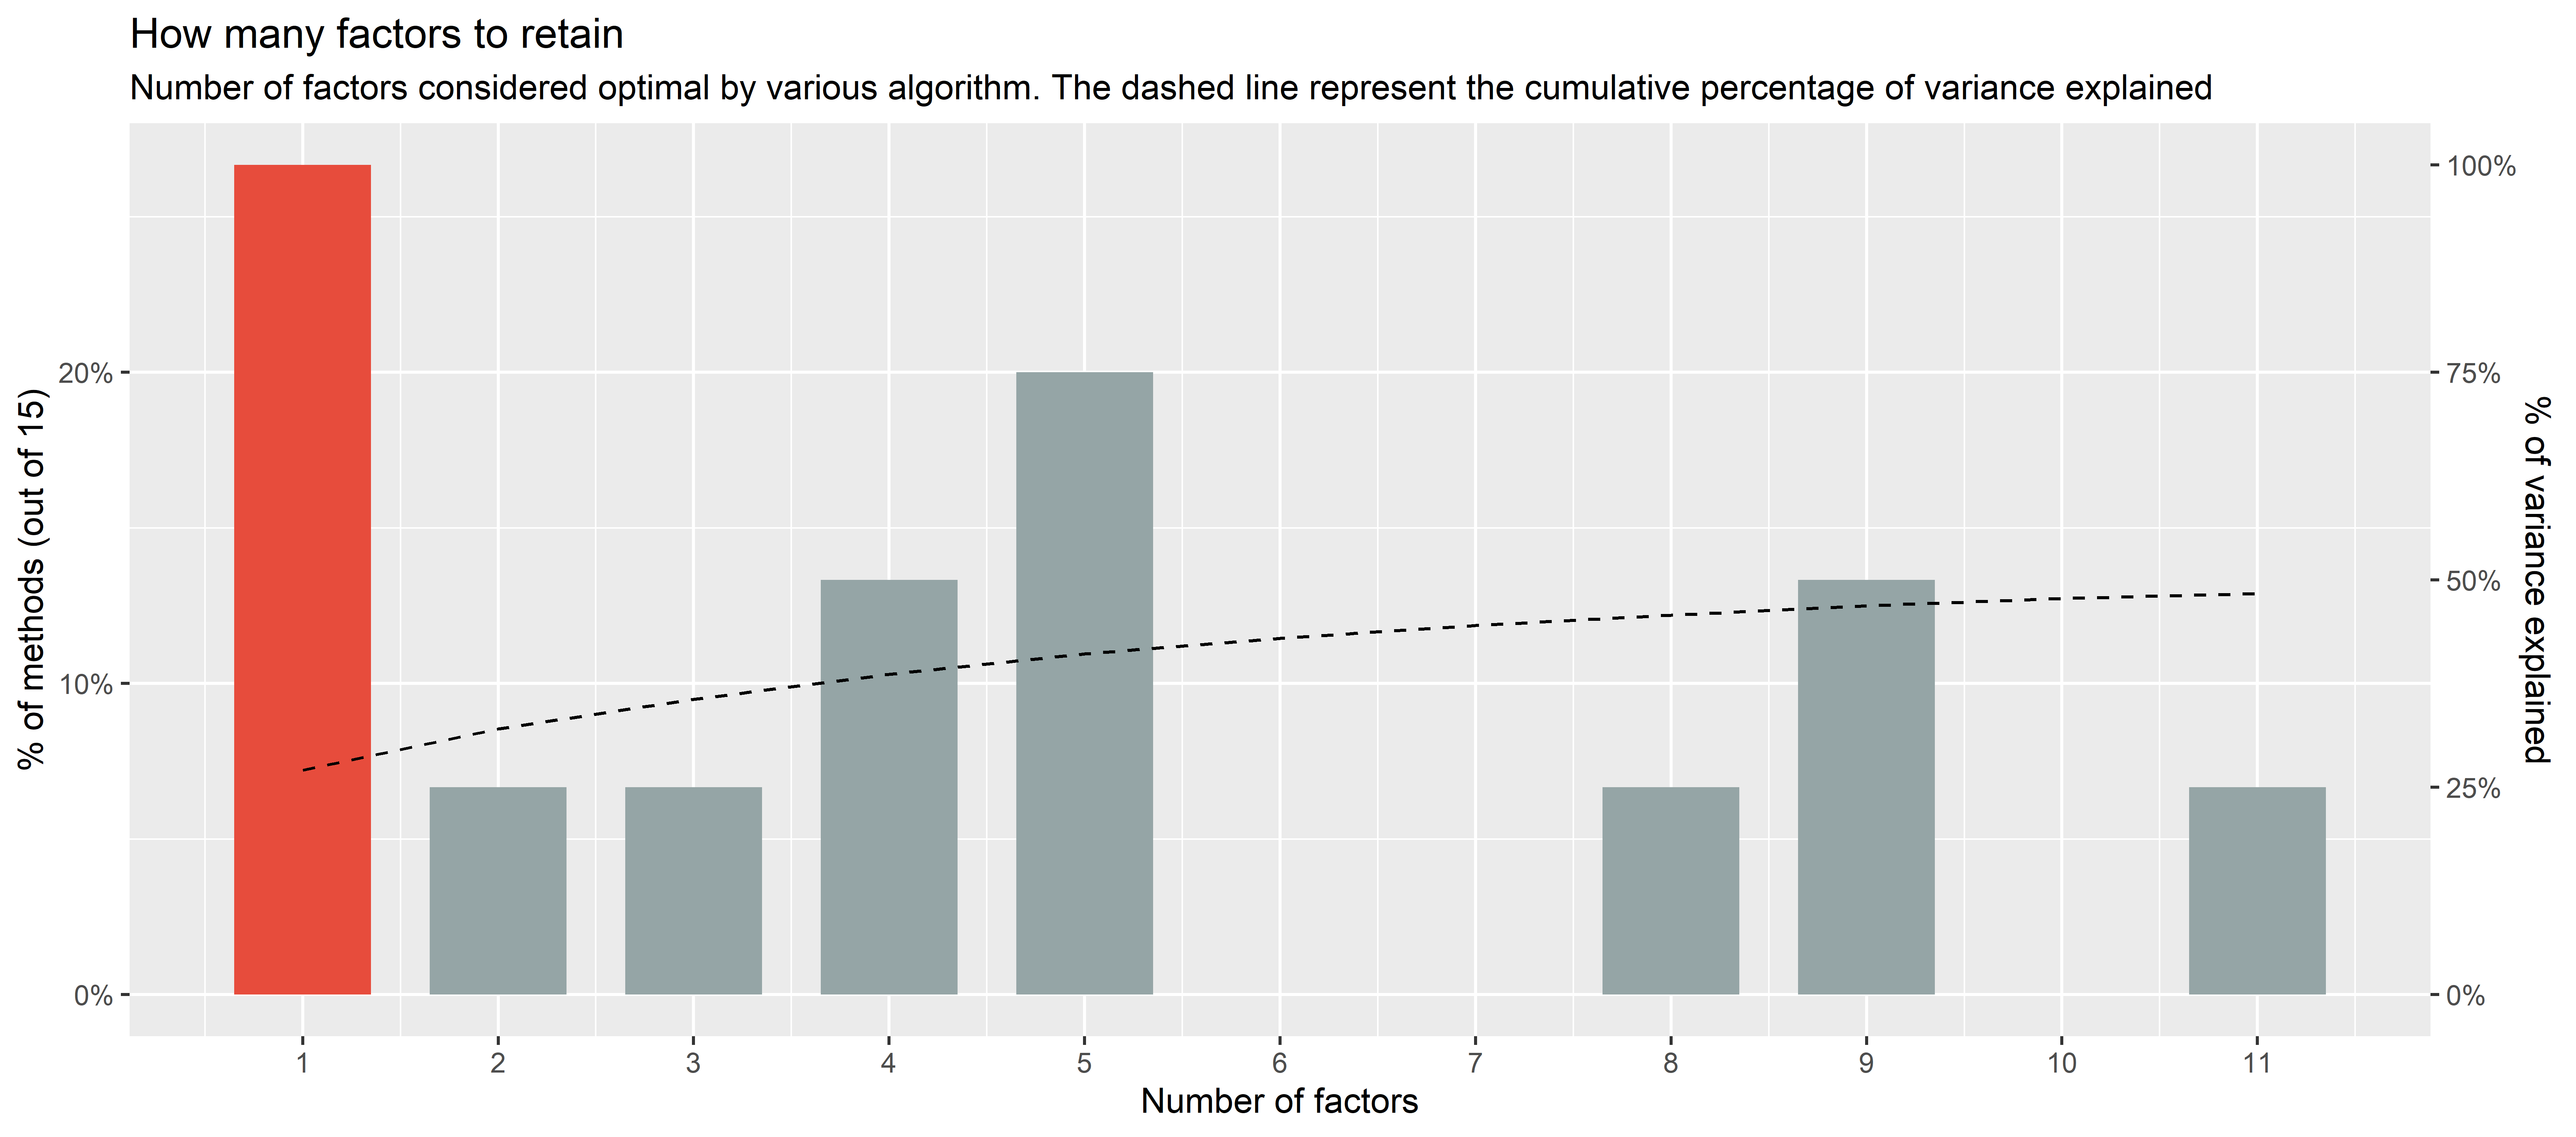 How many factors to retain
Number of factors considered optimal by various algorithm. The dashed line represent the cumulative percentage of variance explained
% of methods (out of 15)
20%
10%
0%
100%
75%
50%
25%
0%
% of variance explained
1 2 3 4 5 6 7 8 9 10 11
Number of factors